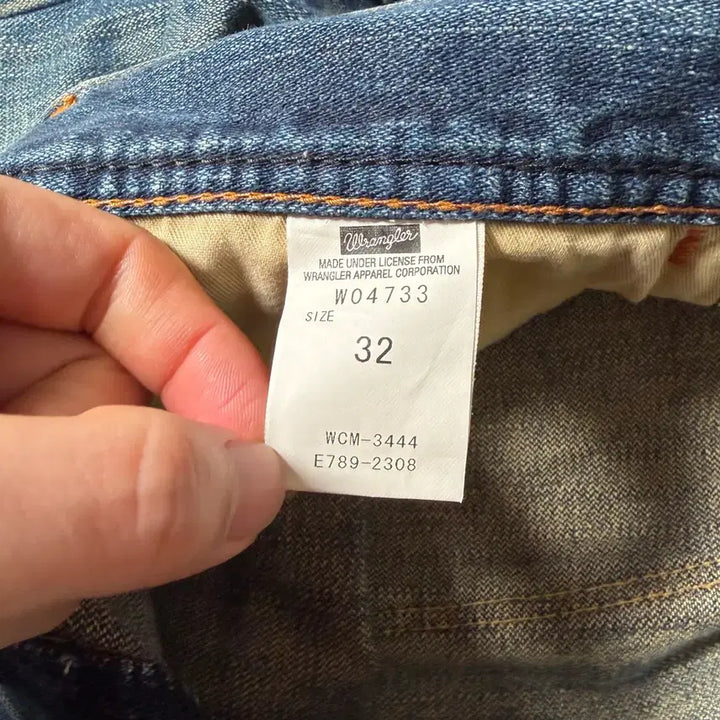 Wrangler
MADE UNDER LICENSE FROM
WRANGLER APPAREL CORPORATION
W04733
SIZE
32
WCM-3444
E789-2308